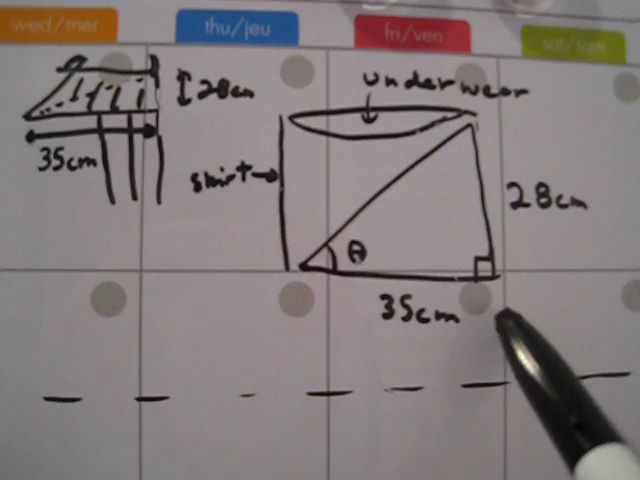 wed/mer
thu/jeu
fri/ven
sat/sam
28cm
35cm
underwear
skirt
28cm
θ
35cm